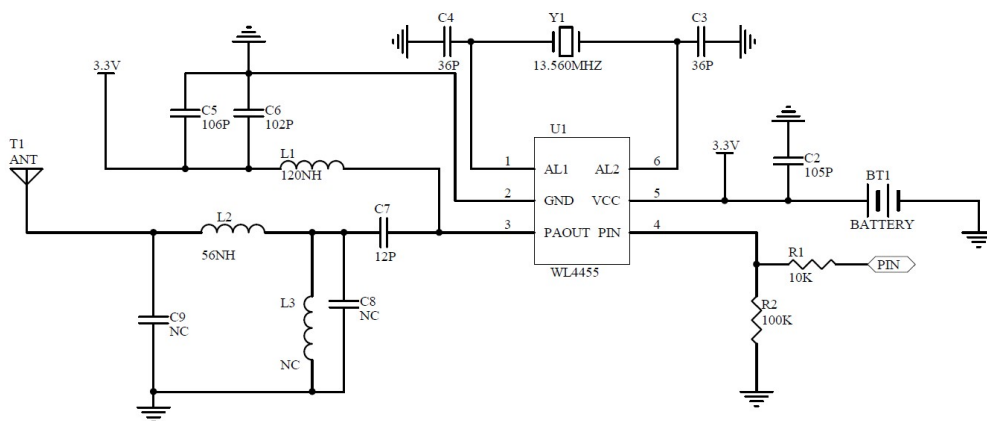 C4
36P
Y1
13.560MHZ
C3
36P
3.3V
C5
106P
C6
102P
T1
ANT
L1
120NH
U1
1
AL1
AL2
6
2
GND
VCC
5
3
PAOUT
PIN
4
WL4455
3.3V
C2
105P
BT1
BATTERY
L2
56NH
C7
12P
R1
10K
PIN
R2
100K
C9
NC
L3
NC
C8
NC